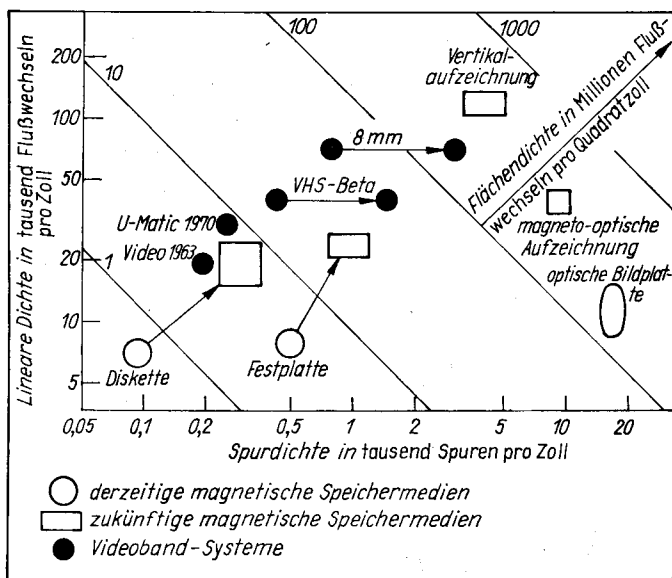 Lineare Dichte in tausend Flußwechseln
pro Zoll
200
100
50
20
10
5
10
100
1000
1
Vertikal-
aufzeichnung
8 mm
VHS-Beta
U-Matic 1970
Video 1963
Flächendichte in Millionen Fluß-
wechseln pro Quadratzoll
magneto-optische
Aufzeichnung
optische Bildplat-
te
Diskette
Festplatte
0,05 0,1 0,2 0,5 1 2 5 10 20
Spurdichte in tausend Spuren pro Zoll
derzeitige magnetische Speichermedien
zukünftige magnetische Speichermedien
Videoband-Systeme